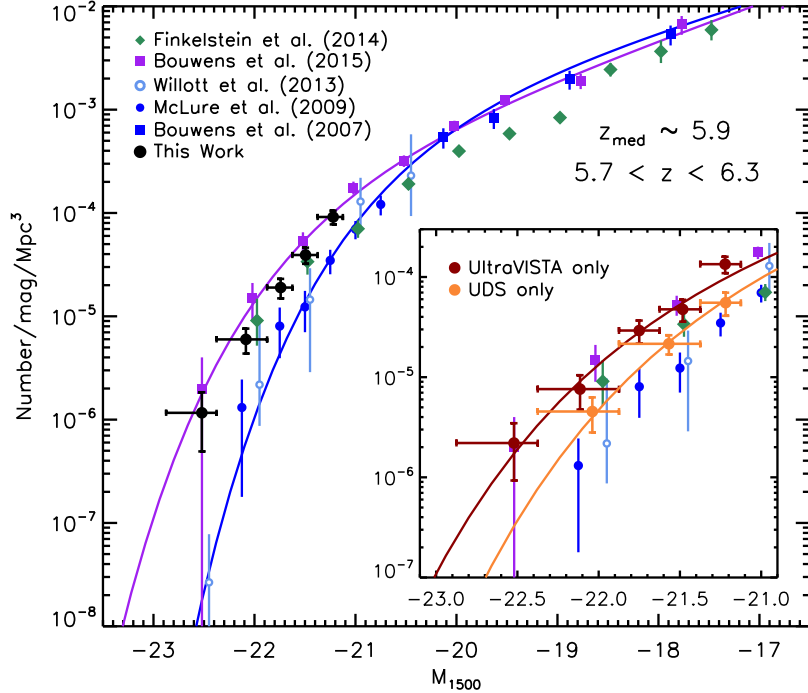 Finkelstein et al. (2014)
Bouwens et al. (2015)
Willott et al. (2013)
McLure et al. (2009)
Bouwens et al. (2007)
This Work
z_med ~ 5.9
5.7 < z < 6.3
10^-2
10^-3
10^-4
10^-5
10^-6
10^-7
10^-8
Number/mag/Mpc^3
UltraVISTA only
UDS only
10^-4
10^-5
10^-6
10^-7
-23.0 -22.5 -22.0 -21.5 -21.0
-23 -22 -21 -20 -19 -18 -17
M_1500